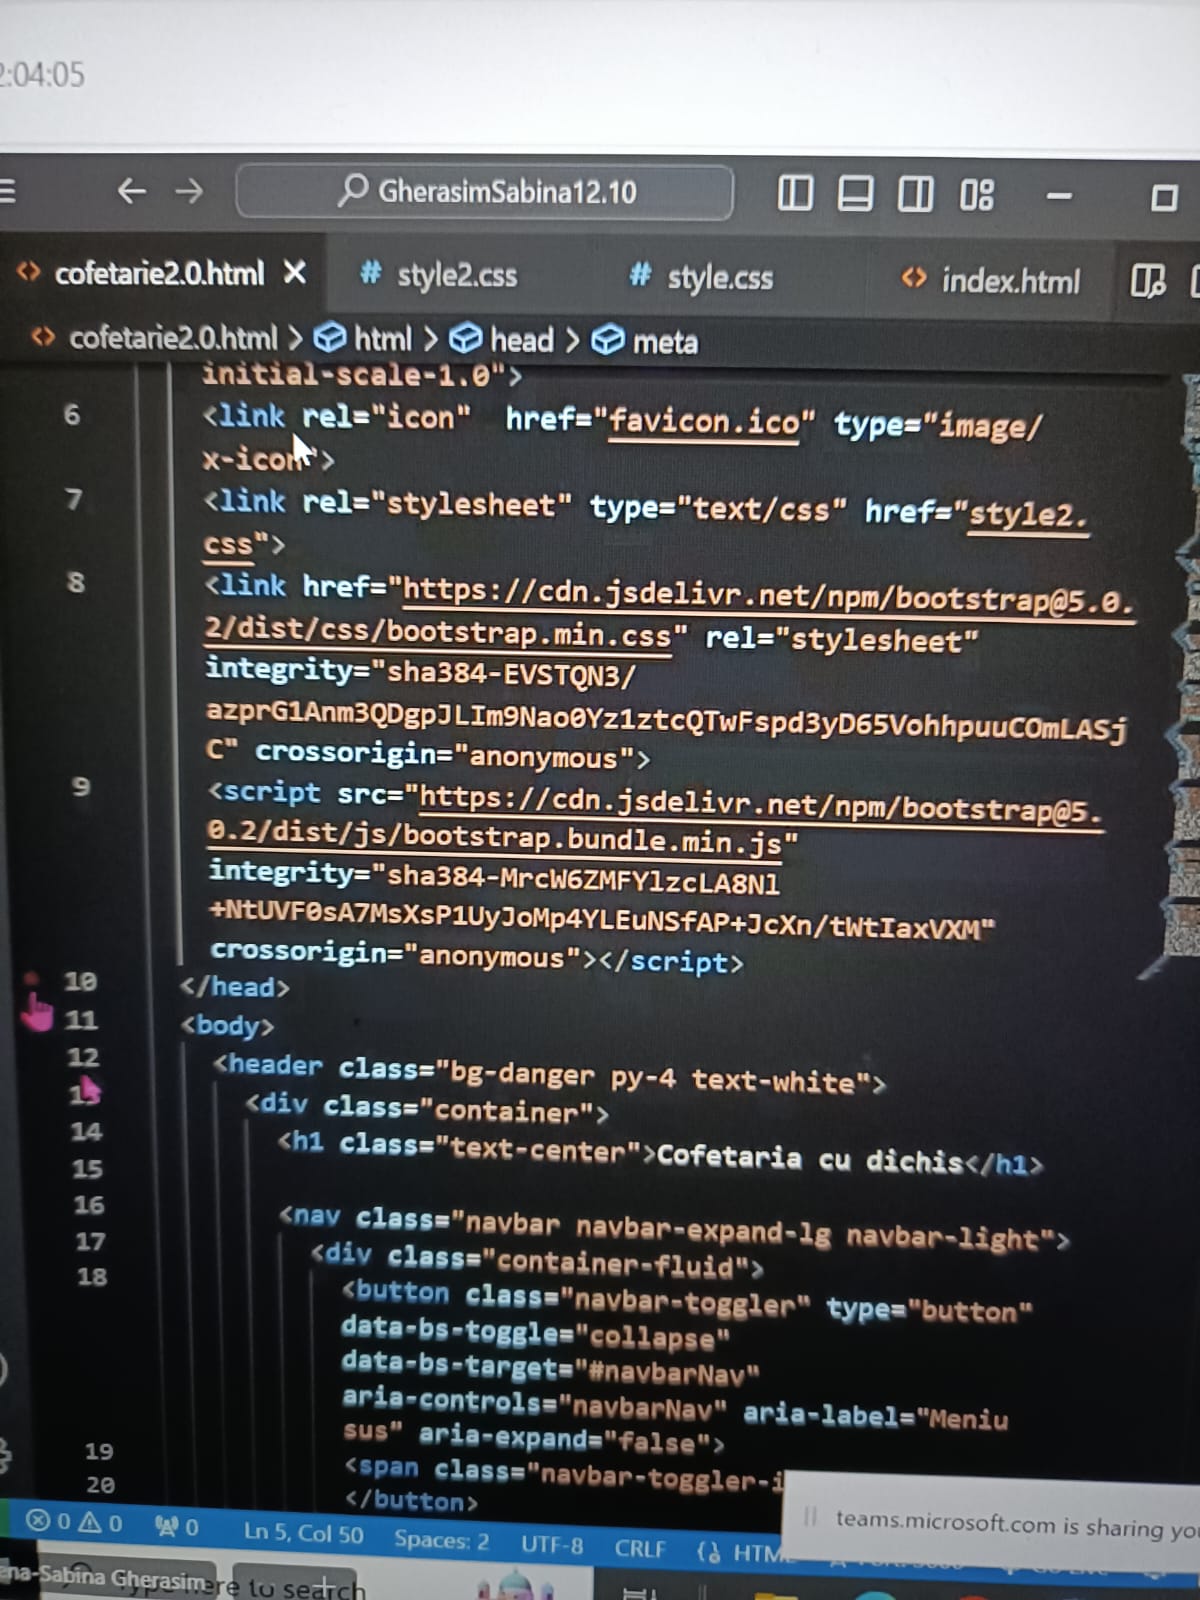 2:04:05
GherasimSabina12.10
cofetarie2.0.html
style2.css
style.css
index.html
cofetarie2.0.html > html > head > meta
initial-scale-1.0">
6 <link rel="icon"  href="favicon.ico" type="image/
x-icon">
7 <link rel="stylesheet" type="text/css" href="style2.
css">
8 <link href="https://cdn.jsdelivr.net/npm/bootstrap@5.0.
2/dist/css/bootstrap.min.css" rel="stylesheet"
integrity="sha384-EVSTQN3/
azprG1Anm3QDgpJLIm9Nao0Yz1ztcQTwFspd3yD65VohhpuuCOmLASj
C" crossorigin="anonymous">
9 <script src="https://cdn.jsdelivr.net/npm/bootstrap@5.
0.2/dist/js/bootstrap.bundle.min.js"
integrity="sha384-MrcW6ZMFYlzcLA8Nl
+NtUVF0sA7MsXsP1UyJoMp4YLEuNSfAP+JcXn/tWtIaxVXM"
crossorigin="anonymous"></script>
10 </head>
11 <body>
12 <header class="bg-danger py-4 text-white">
13 <div class="container">
14 <h1 class="text-center">Cofetaria cu dichis</h1>
15
16 <nav class="navbar navbar-expand-lg navbar-light">
17 <div class="container-fluid">
18 <button class="navbar-toggler" type="button"
data-bs-toggle="collapse"
data-bs-target="#navbarNav"
aria-controls="navbarNav" aria-label="Meniu
sus" aria-expand="false">
19 <span class="navbar-toggler-i
20 </button>
0 0 0 Ln 5, Col 50 Spaces: 2 UTF-8 CRLF HTM
teams.microsoft.com is sharing you
na-Sabina Gherasim
here to search